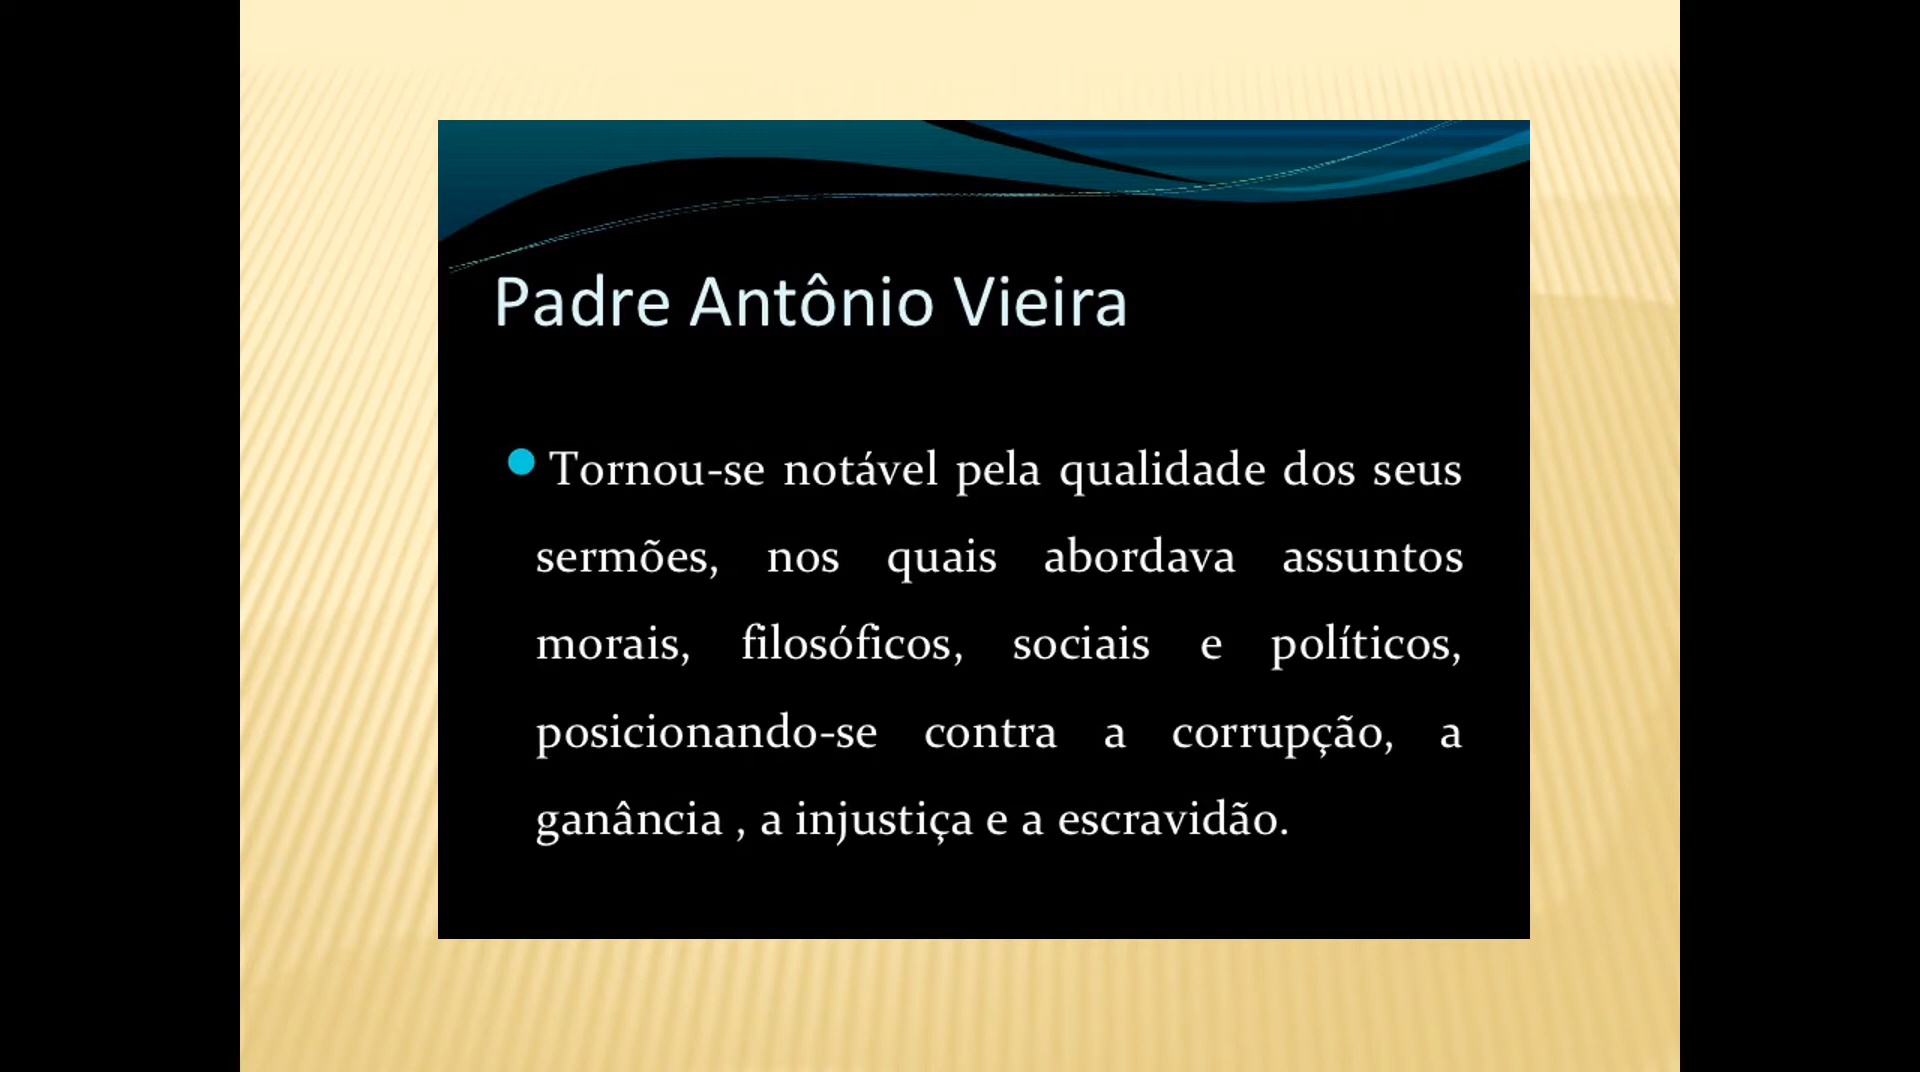 Padre Antônio Vieira
Tornou-se notável pela qualidade dos seus
sermões, nos quais abordava assuntos
morais, filosóficos, sociais e políticos,
posicionando-se contra a corrupção, a
ganância , a injustiça e a escravidão.